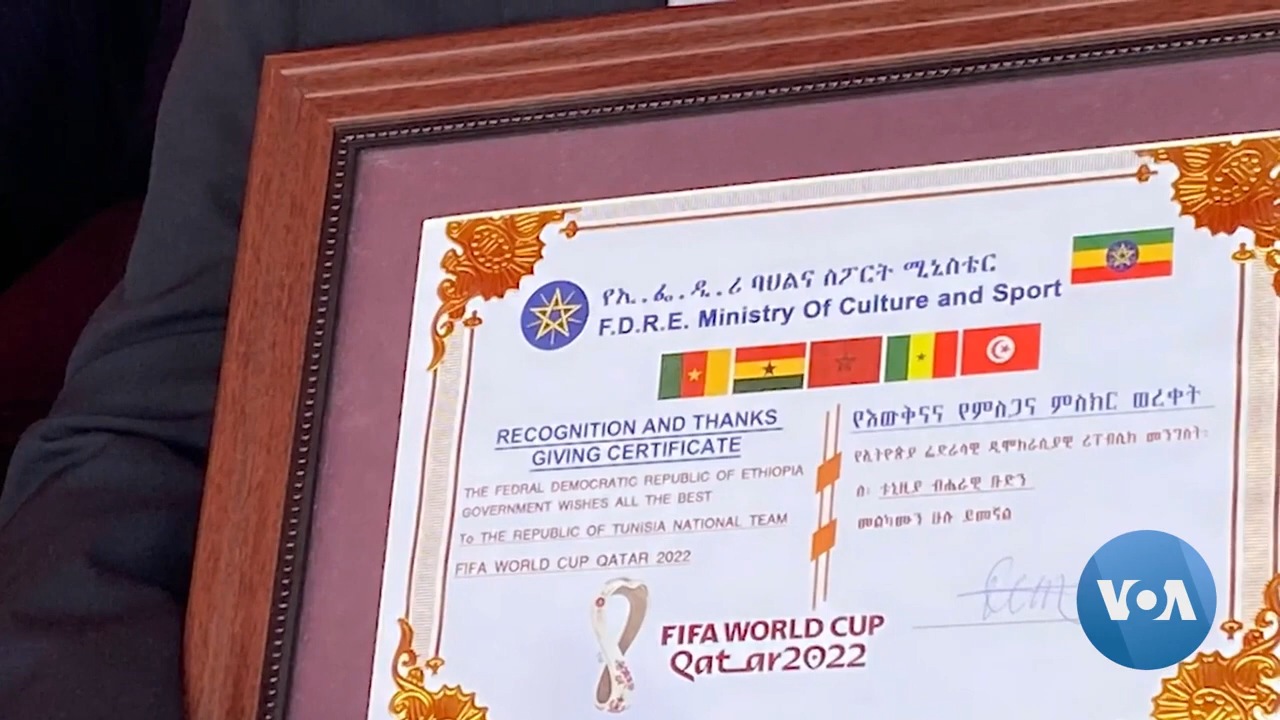 የኢ..ፌ.ዲ..ሪ ባህልና ስፖርት ሚኒስቴር
F.D.R.E. Ministry Of Culture and Sport
RECOGNITION AND THANKS
GIVING CERTIFICATE
THE FEDRAL DEMOCRATIC REPUBLIC OF ETHIOPIA
GOVERNMENT WISHES ALL THE BEST
To THE REPUBLIC OF TUNISIA NATIONAL TEAM
FIFA WORLD CUP QATAR 2022
የእውቅናና የምስጋና ምስክር ወረቀት
የኢትዮጵያ ፌድራላዊ ዲሞክራሲያዊ ሪፐብሊክ መንግስት፡
ለ፡ ቱኒዚያ ብሔራዊ ቡድን
መልካሙን ሁሉ ይመኛል
FIFA WORLD CUP
Qatar2022
VOA